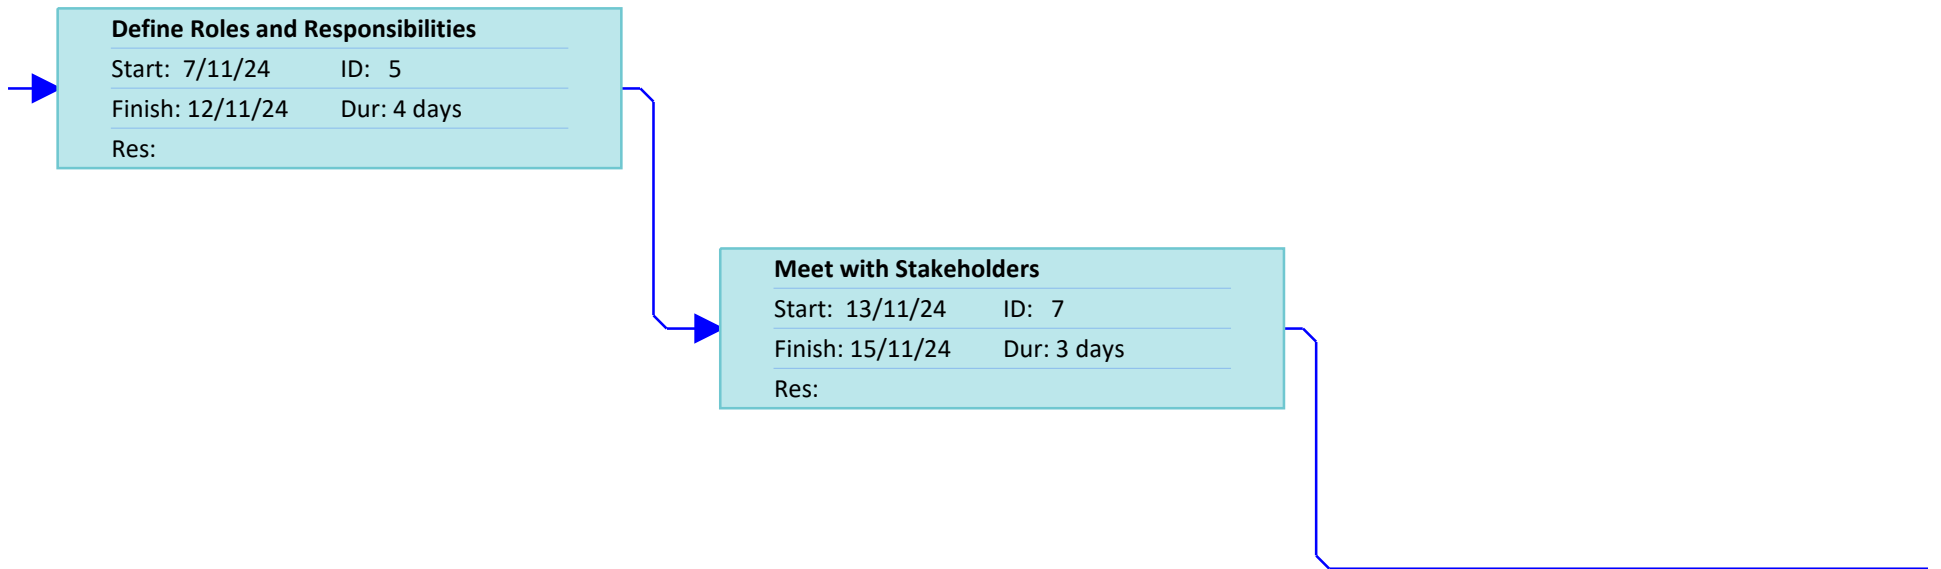 Define Roles and Responsibilities
Start: 7/11/24 ID: 5
Finish: 12/11/24 Dur: 4 days
Res:
Meet with Stakeholders
Start: 13/11/24 ID: 7
Finish: 15/11/24 Dur: 3 days
Res: